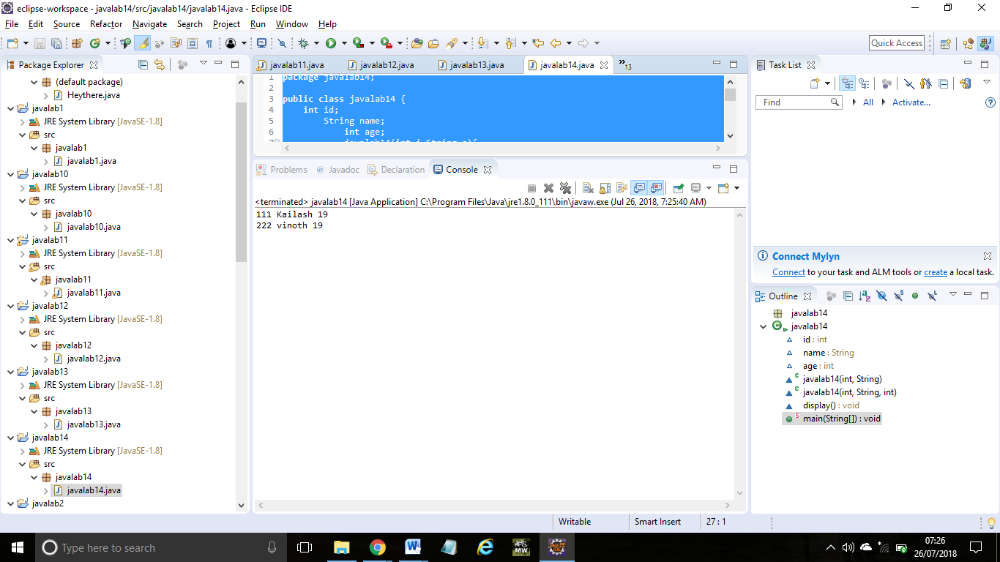 eclipse-workspace - javalab14/src/javalab14/javalab14.java - Eclipse IDE
File Edit Source Refactor Navigate Search Project Run Window Help
Quick Access
Package Explorer
(default package)
Heythere.java
javalab1
JRE System Library [JavaSE-1.8]
src
javalab1
javalab1.java
javalab10
JRE System Library [JavaSE-1.8]
src
javalab10
javalab10.java
javalab11
JRE System Library [JavaSE-1.8]
src
javalab11
javalab11.java
javalab12
JRE System Library [JavaSE-1.8]
src
javalab12
javalab12.java
javalab13
JRE System Library [JavaSE-1.8]
src
javalab13
javalab13.java
javalab14
JRE System Library [JavaSE-1.8]
src
javalab14
javalab14.java
javalab2
javalab11.java javalab12.java javalab13.java javalab14.java »13
1 package javalab14;
2
3 public class javalab14 {
4 int id;
5 String name;
6 int age;
7 javalab14(int i,String n){
Problems @ Javadoc Declaration Console
<terminated> javalab14 [Java Application] C:\Program Files\Java\jre1.8.0_111\bin\javaw.exe (Jul 26, 2018, 7:25:40 AM)
111 Kailash 19
222 vinoth 19
Task List
Find All Activate...
Connect Mylyn
Connect to your task and ALM tools or create a local task.
Outline
javalab14
javalab14
id : int
name : String
age : int
javalab14(int, String)
javalab14(int, String, int)
display() : void
main(String[]) : void
Writable Smart Insert 27 : 1
Type here to search
07:26
26/07/2018